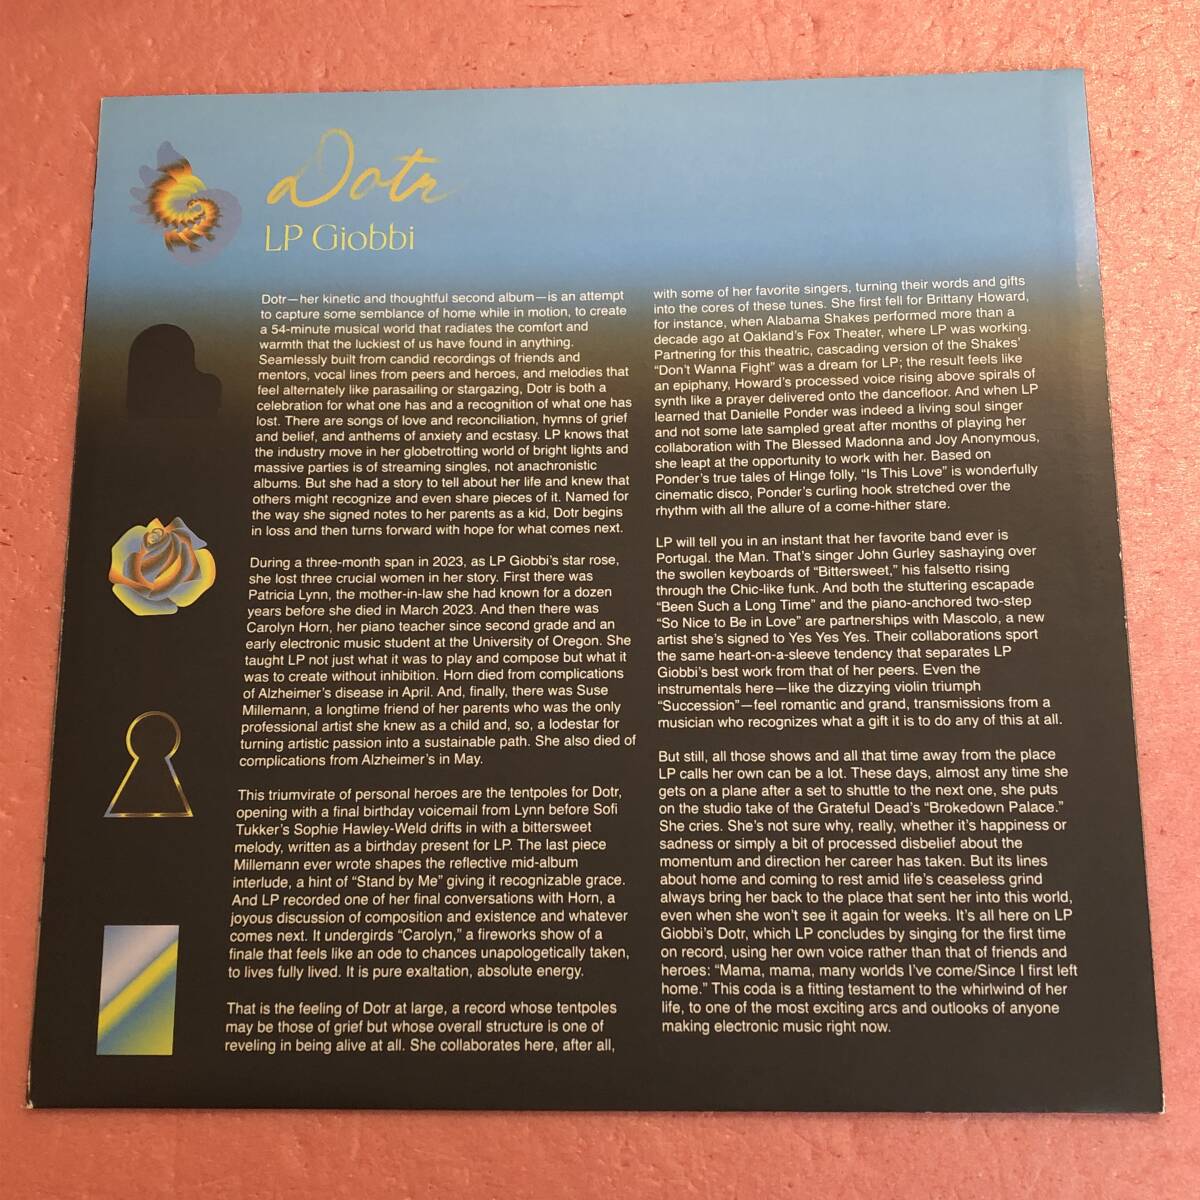 Dotr
LP Giobbi
Dotr—her kinetic and thoughtful second album—is an attempt
to capture some semblance of home while in motion, to create
a 54-minute musical world that radiates the comfort and
warmth that the luckiest of us have found in anything.
Seamlessly built from candid recordings of friends and
mentors, vocal lines from peers and heroes, and melodies that
feel alternately like parasailing or stargazing, Dotr is both a
celebration for what one has and a recognition of what one has
lost. There are songs of love and reconciliation, hymns of grief
and belief, and anthems of anxiety and ecstasy. LP knows that
the industry move in her globetrotting world of bright lights and
massive parties is of streaming singles, not anachronistic
albums. But she had a story to tell about her life and knew that
others might recognize and even share pieces of it. Named for
the way she signed notes to her parents as a kid, Dotr begins
in loss and then turns forward with hope for what comes next.
During a three-month span in 2023, as LP Giobbi's star rose,
she lost three crucial women in her story. First there was
Patricia Lynn, the mother-in-law she had known for a dozen
years before she died in March 2023. And then there was
Carolyn Horn, her piano teacher since second grade and an
early electronic music student at the University of Oregon. She
taught LP not just what it was to play and compose but what it
was to create without inhibition. Horn died from complications
of Alzheimer's disease in April. And, finally, there was Suse
Millemann, a longtime friend of her parents who was the only
professional artist she knew as a child and, so, a lodestar for
turning artistic passion into a sustainable path. She also died of
complications from Alzheimer's in May.
This triumvirate of personal heroes are the tentpoles for Dotr,
opening with a final birthday voicemail from Lynn before Sofi
Tukker's Sophie Hawley-Weld drifts in with a bittersweet
melody, written as a birthday present for LP. The last piece
Millemann ever wrote shapes the reflective mid-album
interlude, a hint of “Stand by Me” giving it recognizable grace.
And LP recorded one of her final conversations with Horn, a
joyous discussion of composition and existence and whatever
comes next. It undergirds “Carolyn,” a fireworks show of a
finale that feels like an ode to chances unapologetically taken,
to lives fully lived. It is pure exaltation, absolute energy.
That is the feeling of Dotr at large, a record whose tentpoles
may be those of grief but whose overall structure is one of
reveling in being alive at all. She collaborates here, after all,
with some of her favorite singers, turning their words and gifts
into the cores of these tunes. She first fell for Brittany Howard,
for instance, when Alabama Shakes performed more than a
decade ago at Oakland's Fox Theater, where LP was working.
Partnering for this theatric, cascading version of the Shakes'
“Don't Wanna Fight” was a dream for LP; the result feels like
an epiphany, Howard's processed voice rising above spirals of
synth like a prayer delivered onto the dancefloor. And when LP
learned that Danielle Ponder was indeed a living soul singer
and not some late sampled great after months of playing her
collaboration with The Blessed Madonna and Joy Anonymous,
she leapt at the opportunity to work with her. Based on
Ponder's true tales of Hinge folly, “Is This Love” is wonderfully
cinematic disco, Ponder's curling hook stretched over the
rhythm with all the allure of a come-hither stare.
LP will tell you in an instant that her favorite band ever is
Portugal. the Man. That's singer John Gurley sashaying over
the swollen keyboards of “Bittersweet,” his falsetto rising
through the Chic-like funk. And both the stuttering escapade
“Been Such a Long Time” and the piano-anchored two-step
“So Nice to Be in Love” are partnerships with Mascolo, a new
artist she's signed to Yes Yes Yes. Their collaborations sport
the same heart-on-a-sleeve tendency that separates LP
Giobbi's best work from that of her peers. Even the
instrumentals here—like the dizzying violin triumph
“Succession”—feel romantic and grand, transmissions from a
musician who recognizes what a gift it is to do any of this at all.
But still, all those shows and all that time away from the place
LP calls her own can be a lot. These days, almost any time she
gets on a plane after a set to shuttle to the next one, she puts
on the studio take of the Grateful Dead's “Brokedown Palace.”
She cries. She's not sure why, really, whether it's happiness or
sadness or simply a bit of processed disbelief about the
momentum and direction her career has taken. But its lines
about home and coming to rest amid life's ceaseless grind
always bring her back to the place that sent her into this world,
even when she won't see it again for weeks. It's all here on LP
Giobbi's Dotr, which LP concludes by singing for the first time
on record, using her own voice rather than that of friends and
heroes: “Mama, mama, many worlds I've come/Since I first left
home.” This coda is a fitting testament to the whirlwind of her
life, to one of the most exciting arcs and outlooks of anyone
making electronic music right now.